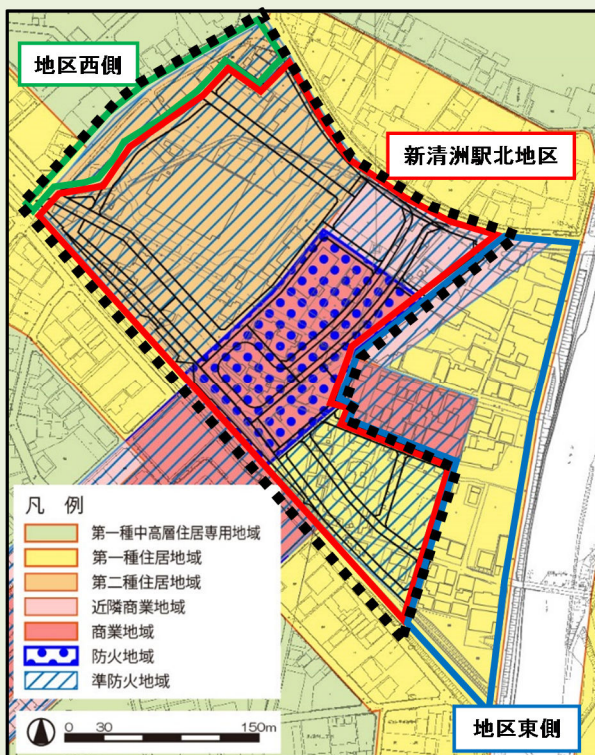 地区西側
新清洲駅北地区
凡 例
第一種中高層住居専用地域
第一種住居地域
第二種住居地域
近隣商業地域
商業地域
防火地域
準防火地域
0 30 150m
地区東側